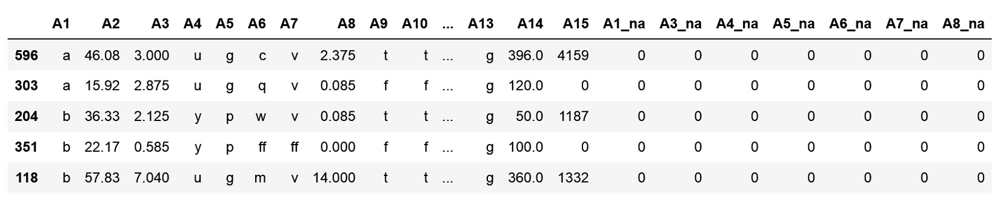 A1 A2 A3 A4 A5 A6 A7 A8 A9 A10 ... A13 A14 A15 A1_na A3_na A4_na A5_na A6_na A7_na A8_na
596 a 46.08 3.000 u g c v 2.375 t t ... g 396.0 4159 0 0 0 0 0 0 0
303 a 15.92 2.875 u g q v 0.085 f f ... g 120.0 0 0 0 0 0 0 0 0
204 b 36.33 2.125 y p w v 0.085 t t ... g 50.0 1187 0 0 0 0 0 0 0
351 b 22.17 0.585 y p ff ff 0.000 f f ... g 100.0 0 0 0 0 0 0 0 0
118 b 57.83 7.040 u g m v 14.000 t t ... g 360.0 1332 0 0 0 0 0 0 0